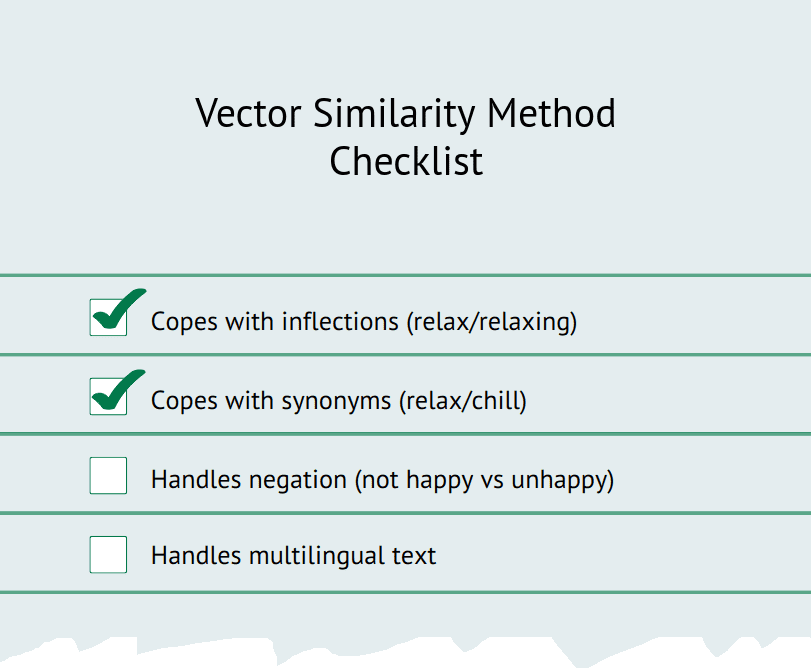 Vector Similarity Method
Checklist
Copes with inflections (relax/relaxing)
Copes with synonyms (relax/chill)
Handles negation (not happy vs unhappy)
Handles multilingual text